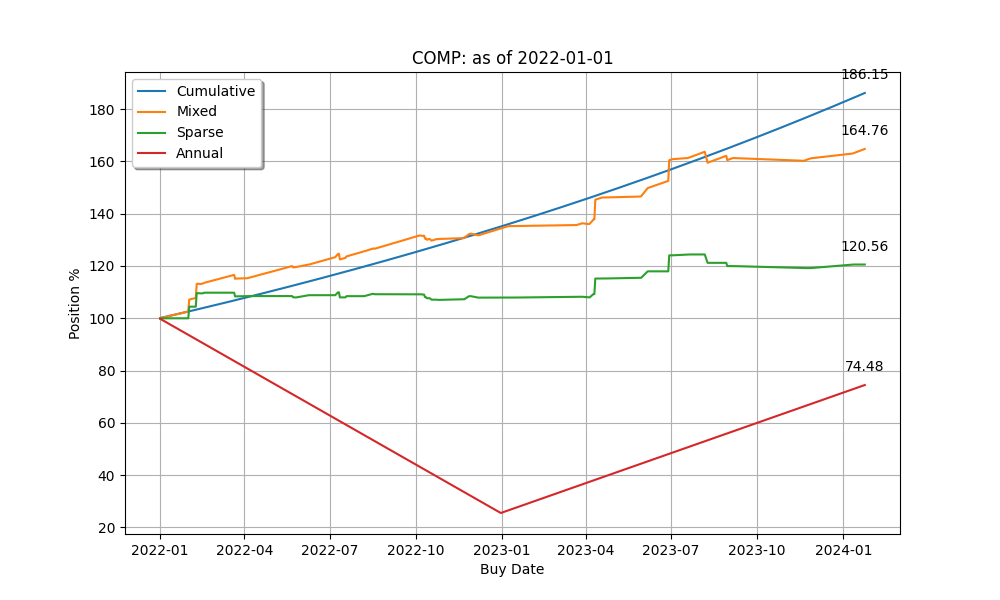 COMP: as of 2022-01-01
Cumulative
Mixed
Sparse
Annual
186.15
164.76
120.56
74.48
Position %
180
160
140
120
100
80
60
40
20
2022-01 2022-04 2022-07 2022-10 2023-01 2023-04 2023-07 2023-10 2024-01
Buy Date